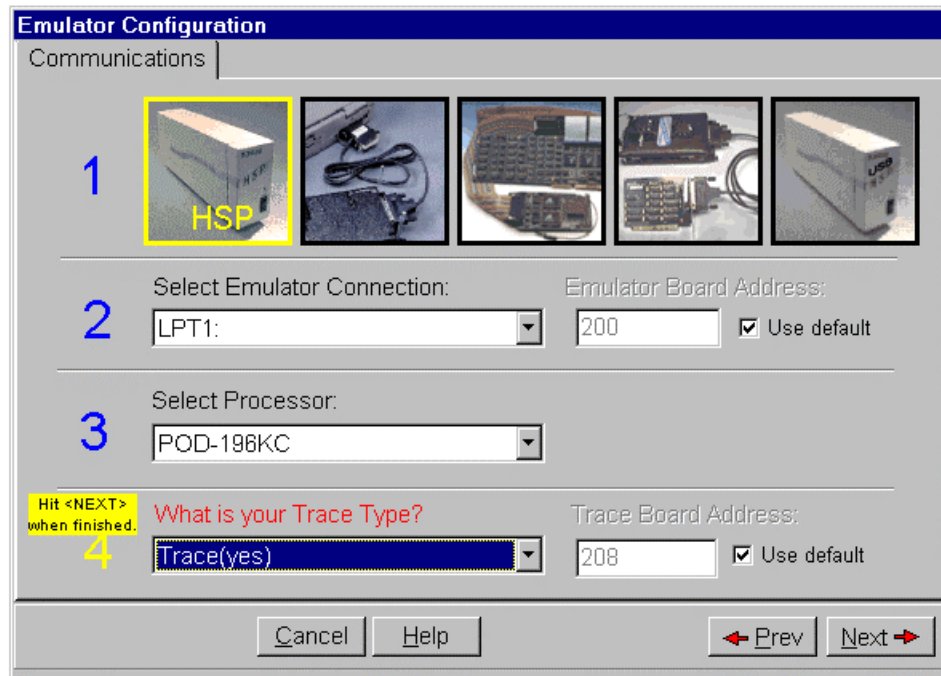 Emulator Configuration
Communications
1
HSP
HSP
USB
2
Select Emulator Connection:
Emulator Board Address:
LPT1:
200
Use default
3
Select Processor:
POD-196KC
Hit <NEXT>
when finished.
4
What is your Trace Type?
Trace Board Address:
Trace(yes)
208
Use default
Cancel
Help
Prev
Next